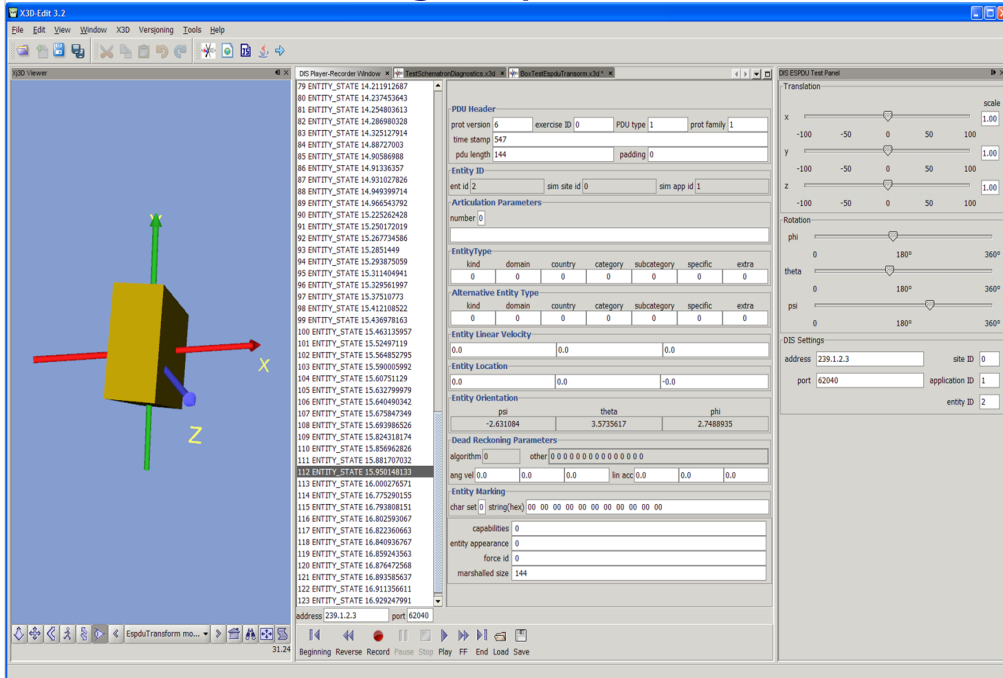 X3D-Edit 3.2
File Edit View Window X3D Versioning Tools Help
Xj3D Viewer
X
Z
EspduTransform mo...
31.24
DIS Player-Recorder Window TestSchematronDiagnostics.x3d BoxTestEspduTransorm.x3d *
79 ENTITY_STATE 14.211912687
80 ENTITY_STATE 14.237453643
81 ENTITY_STATE 14.254803613
82 ENTITY_STATE 14.286980328
83 ENTITY_STATE 14.325127914
84 ENTITY_STATE 14.88727003
85 ENTITY_STATE 14.90586988
86 ENTITY_STATE 14.91336357
87 ENTITY_STATE 14.931027826
88 ENTITY_STATE 14.949399714
89 ENTITY_STATE 14.966543792
90 ENTITY_STATE 15.225262428
91 ENTITY_STATE 15.250172019
92 ENTITY_STATE 15.267734586
93 ENTITY_STATE 15.2851449
94 ENTITY_STATE 15.293875059
95 ENTITY_STATE 15.311404941
96 ENTITY_STATE 15.329561997
97 ENTITY_STATE 15.37510773
98 ENTITY_STATE 15.412108522
99 ENTITY_STATE 15.436978163
100 ENTITY_STATE 15.463135957
101 ENTITY_STATE 15.52497119
102 ENTITY_STATE 15.564852795
103 ENTITY_STATE 15.590005992
104 ENTITY_STATE 15.60751129
105 ENTITY_STATE 15.632799979
106 ENTITY_STATE 15.640490342
107 ENTITY_STATE 15.675847349
108 ENTITY_STATE 15.693986526
109 ENTITY_STATE 15.824318174
110 ENTITY_STATE 15.856962826
111 ENTITY_STATE 15.881707032
112 ENTITY_STATE 15.950148133
113 ENTITY_STATE 16.000276571
114 ENTITY_STATE 16.775290155
115 ENTITY_STATE 16.793808151
116 ENTITY_STATE 16.802593067
117 ENTITY_STATE 16.822360663
118 ENTITY_STATE 16.840936767
119 ENTITY_STATE 16.859243563
120 ENTITY_STATE 16.876472568
121 ENTITY_STATE 16.893585637
122 ENTITY_STATE 16.911356611
123 ENTITY_STATE 16.929247991
address 239.1.2.3 port 62040
Beginning Reverse Record Pause Stop Play FF End Load Save
PDU Header
prot version 6 exercise ID 0 PDU type 1 prot family 1
time stamp 547
pdu length 144 padding 0
Entity ID
ent id 2 sim site id 0 sim app id 1
Articulation Parameters
number 0
EntityType
kind domain country category subcategory specific extra
0 0 0 0 0 0 0
Alternative Entity Type
kind domain country category subcategory specific extra
0 0 0 0 0 0 0
Entity Linear Velocity
0.0 0.0 0.0
Entity Location
0.0 0.0 -0.0
Entity Orientation
psi theta phi
-2.631084 3.5735617 2.7488935
Dead Reckoning Parameters
algorithm 0 other 0 0 0 0 0 0 0 0 0 0 0 0 0 0 0
ang vel 0.0 0.0 0.0 lin acc 0.0 0.0 0.0
Entity Marking
char set 0 string(hex) 00 00 00 00 00 00 00 00 00 00 00
capabilities 0
entity appearance 0
force id 0
marshalled size 144
DIS ESPDU Test Panel
Translation
scale
x 1.00
-100 -50 0 50 100
y 1.00
-100 -50 0 50 100
z 1.00
-100 -50 0 50 100
Rotation
phi
0 180º 360º
theta
0 180º 360º
psi
0 180º 360º
DIS Settings
address 239.1.2.3 site ID 0
port 62040 application ID 1
entity ID 2